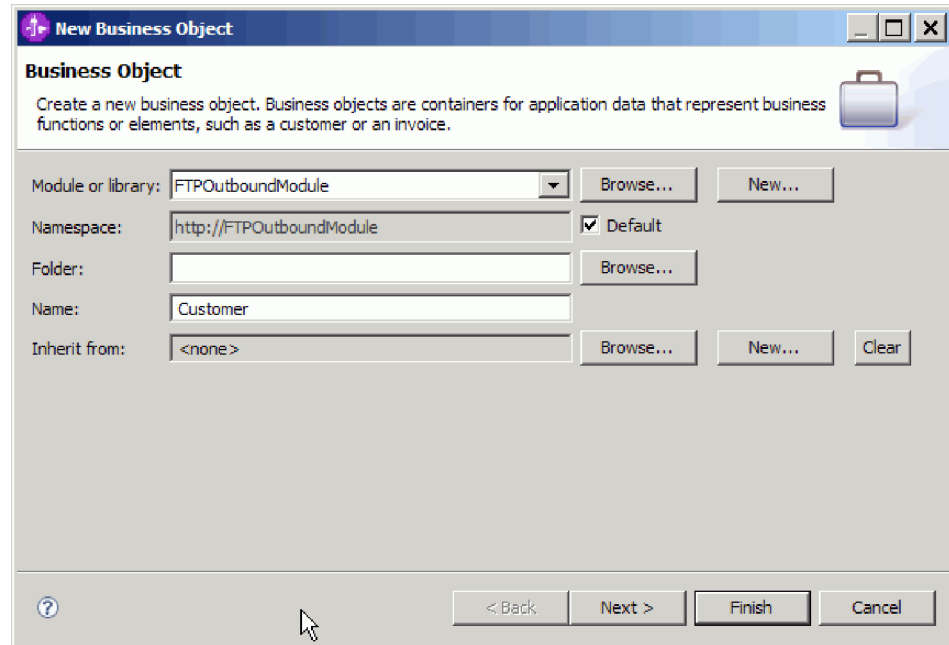 New Business Object
Business Object
Create a new business object. Business objects are containers for application data that represent business
functions or elements, such as a customer or an invoice.
Module or library: FTPOutboundModule Browse... New...
Namespace: http://FTPOutboundModule Default
Folder: Browse...
Name: Customer
Inherit from: <none> Browse... New... Clear
? < Back Next > Finish Cancel